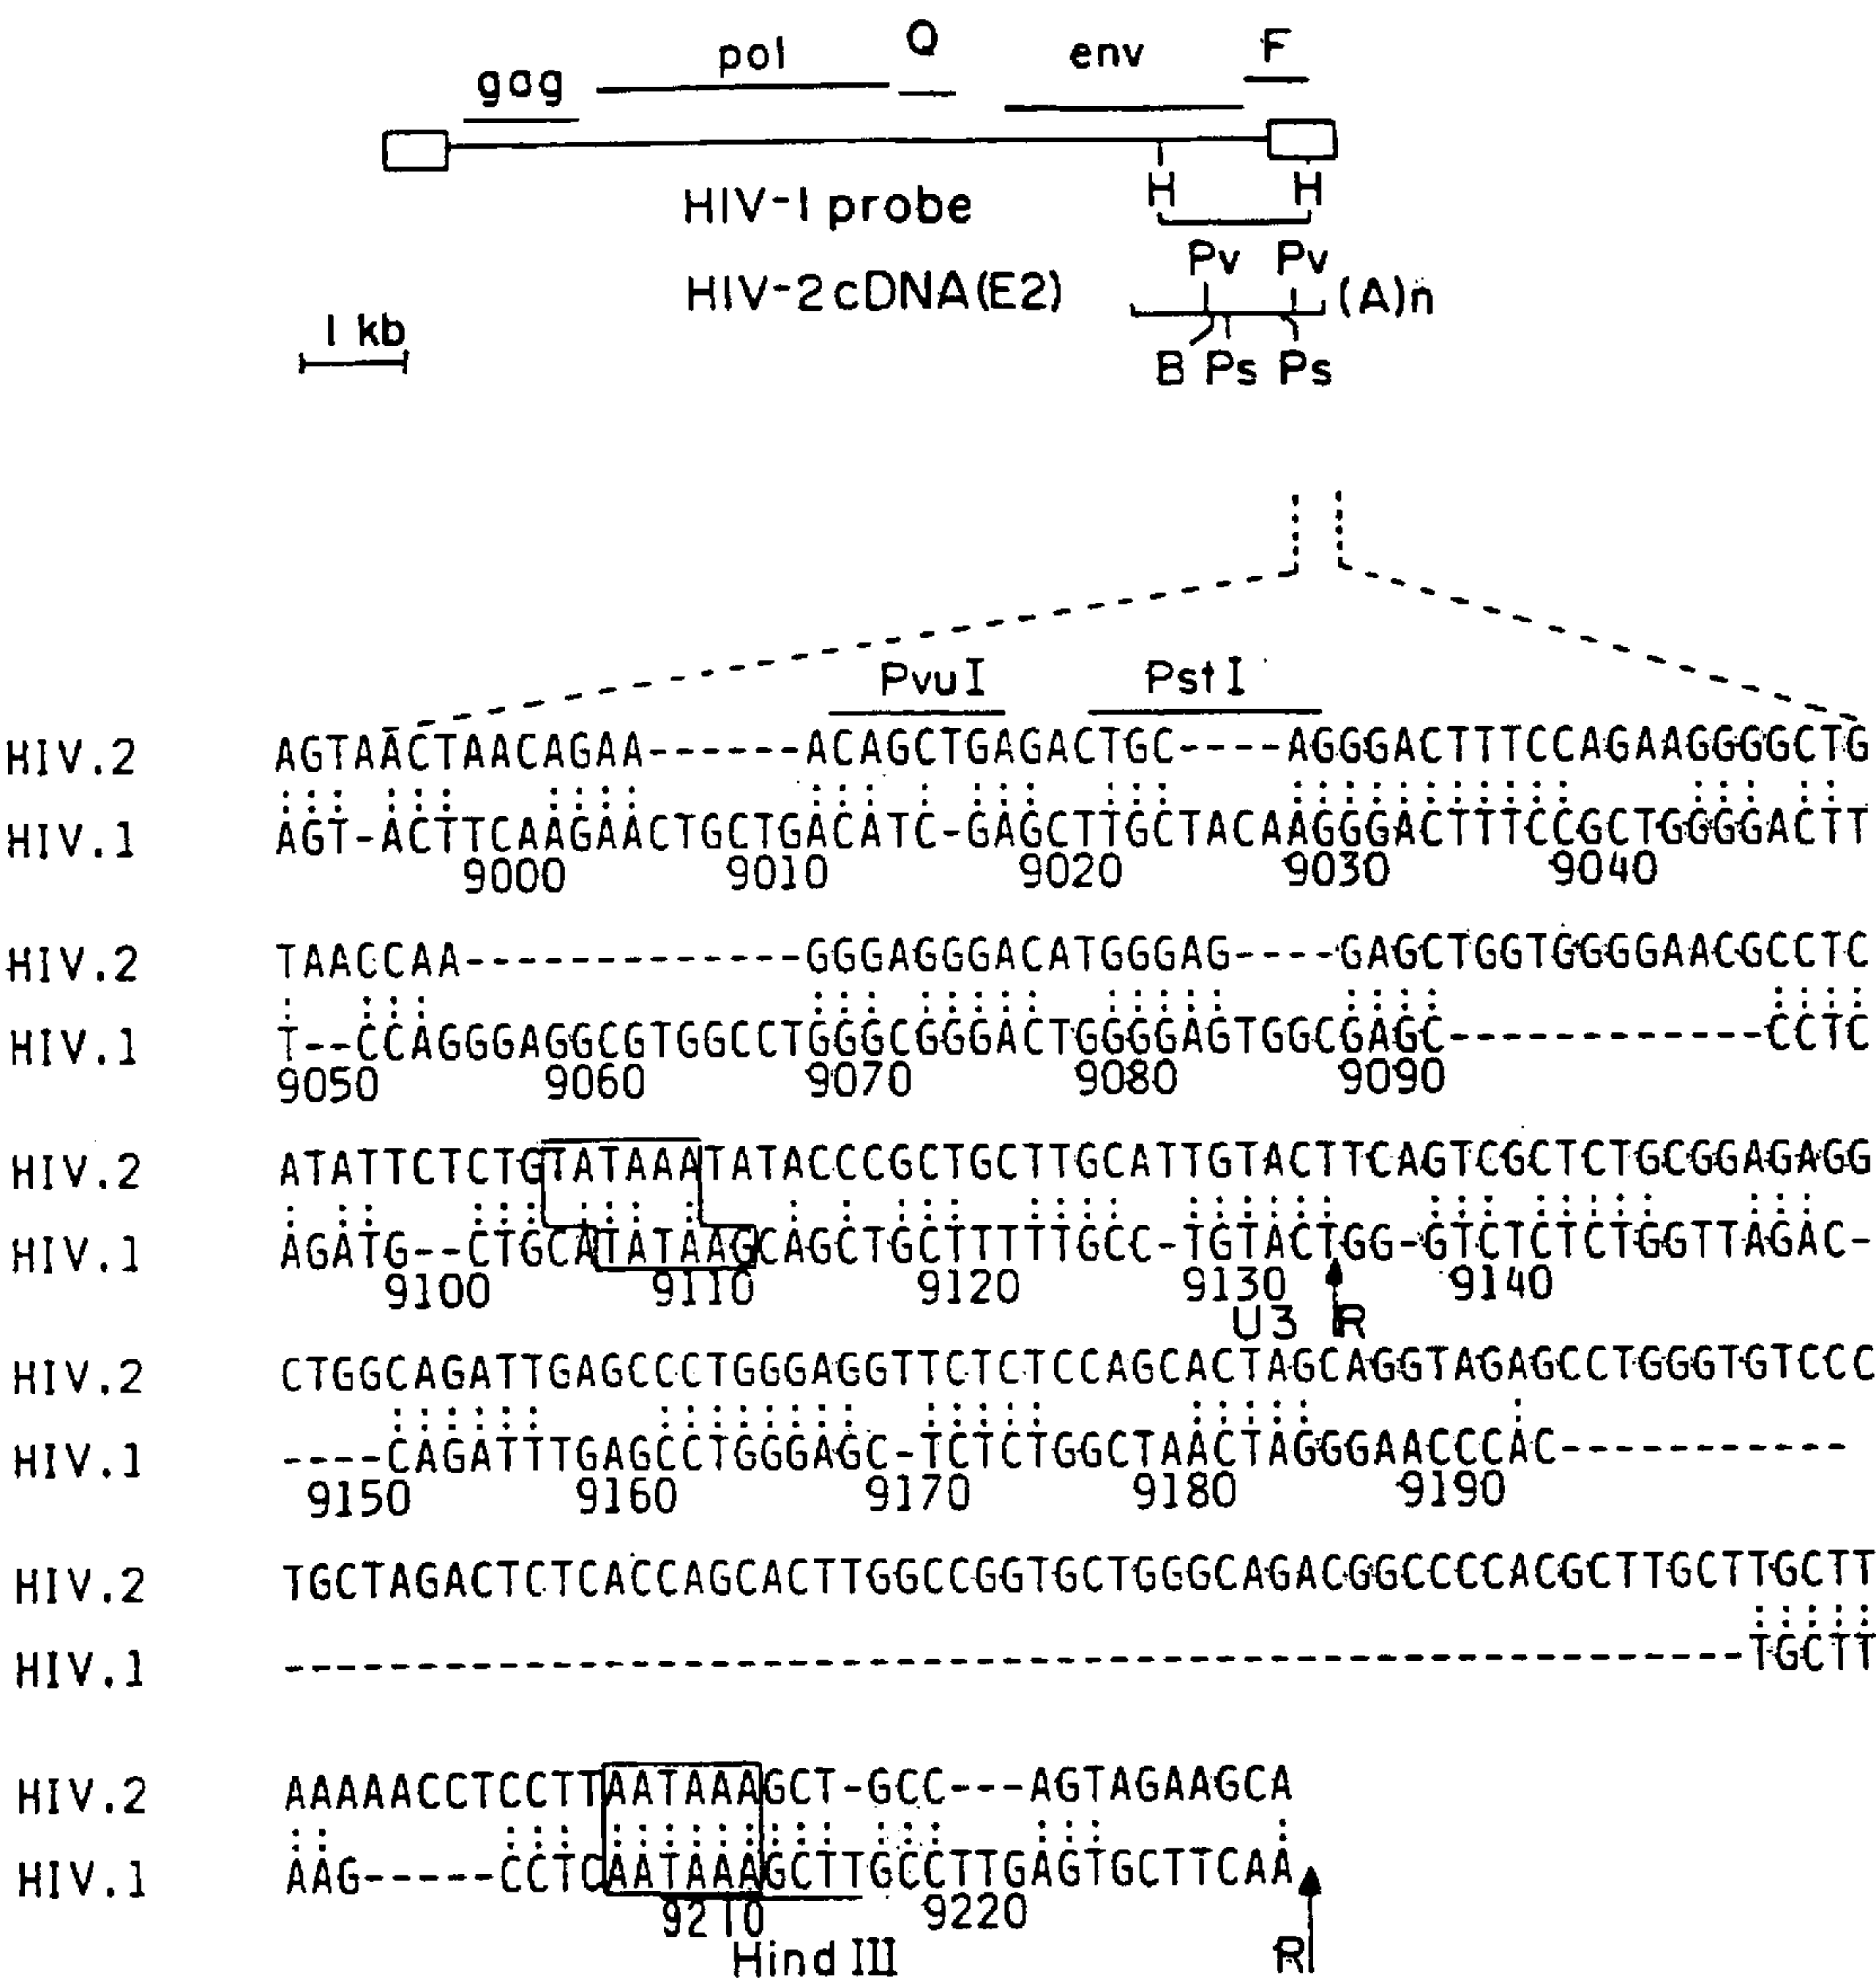 gag pol Q env F
H H
HIV-1 probe
Pv Pv
HIV-2 cDNA(E2) (A)n
1 kb
B Ps Ps
PvuI PstI
HIV.2 AGTAACTAACAGAA------ACAGCTGAGACTGC----AGGGACTTTCCAGAAGGGGCTG
HIV.1 AGT-ACTTCAAGAACTGCTGACATC-GAGCTTGCTACAAGGGACTTTCCGCTGGGGACTT
9000 9010 9020 9030 9040
HIV.2 TAACCAA-------------GGGAGGGACATGGGAG----GAGCTGGTGGGGAACGCCTC
HIV.1 T--CCAGGGAGGCGTGGCCTGGGCGGGACTGGGGAGTGGCGAGC------------CCTC
9050 9060 9070 9080 9090
HIV.2 ATATTCTCTGTATAAATATACCCGCTGCTTGCATTGTACTTCAGTCGCTCTGCGGAGAGG
HIV.1 AGATG--CTGCATATAAGCAGCTGCTTTTTGCC-TGTACTGG-GTCTCTCTGGTTAGAC-
9100 9110 9120 9130 9140
U3 R
HIV.2 CTGGCAGATTGAGCCCTGGGAGGTTCTCTCCAGCACTAGCAGGTAGAGCCTGGGTGTCCC
HIV.1 ----CAGATTTGAGCCTGGGAGC-TCTCTGGCTAACTAGGGAACCCAC-----------
9150 9160 9170 9180 9190
HIV.2 TGCTAGACTCTCACCAGCACTTGGCCGGTGCTGGGCAGACGGCCCCACGCTTGCTTGCTT
HIV.1 -------------------------------------------------------TGCTT
HIV.2 AAAAACCTCCTTAATAAAGCT-GCC---AGTAGAAGCA
HIV.1 AAG-----CCTCAATAAAGCTTGCCTTGAGTGCTTCAA
9210 9220
Hind III R